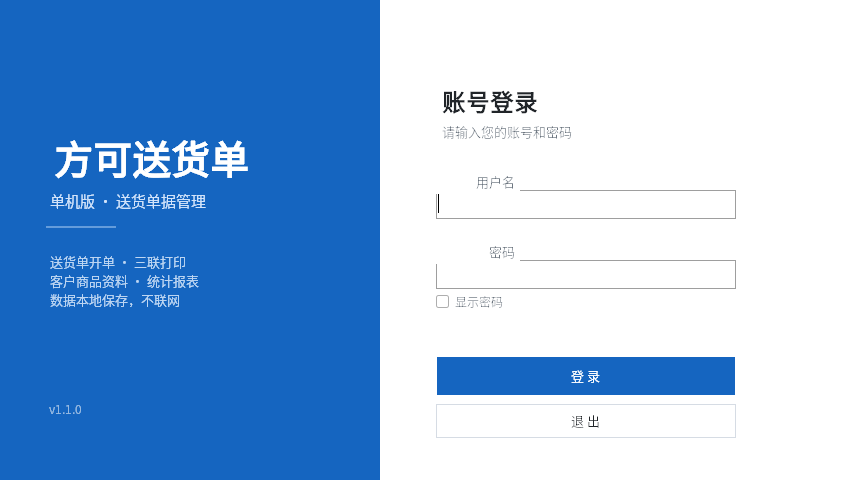 方可送货单
单机版 · 送货单据管理
送货单开单 · 三联打印
客户商品资料 · 统计报表
数据本地保存，不联网
v1.1.0
账号登录
请输入您的账号和密码
用户名
密码
显示密码
登 录
退 出